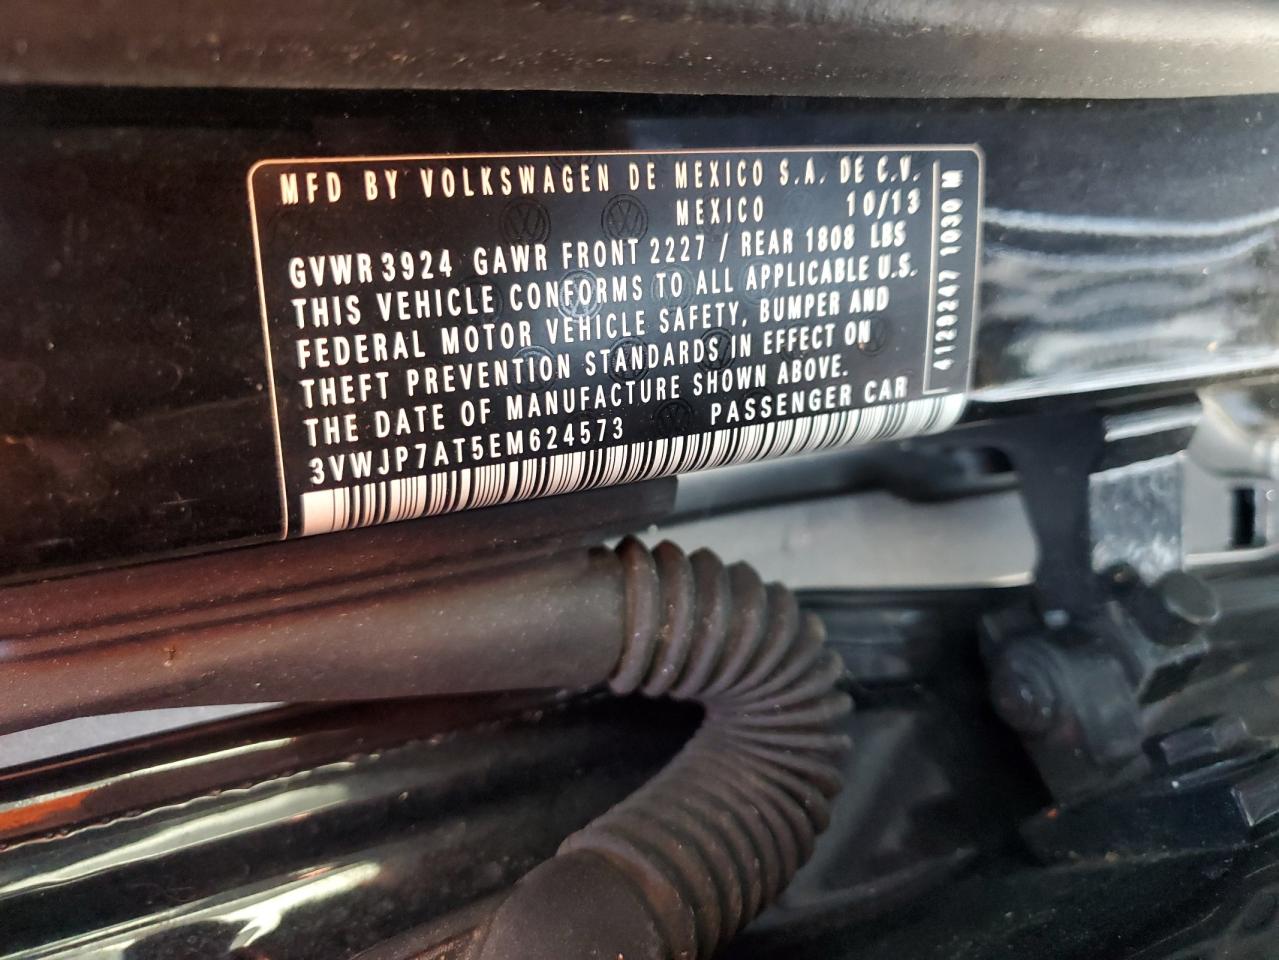 MFD BY VOLKSWAGEN DE MEXICO S.A. DE C.V.
MEXICO 10/13
GVWR 3924 GAWR FRONT 2227 / REAR 1808 LBS
THIS VEHICLE CONFORMS TO ALL APPLICABLE U.S.
FEDERAL MOTOR VEHICLE SAFETY, BUMPER AND
THEFT PREVENTION STANDARDS IN EFFECT ON
THE DATE OF MANUFACTURE SHOWN ABOVE.
3VWJP7AT5EM624573 PASSENGER CAR
4129247 1030 M